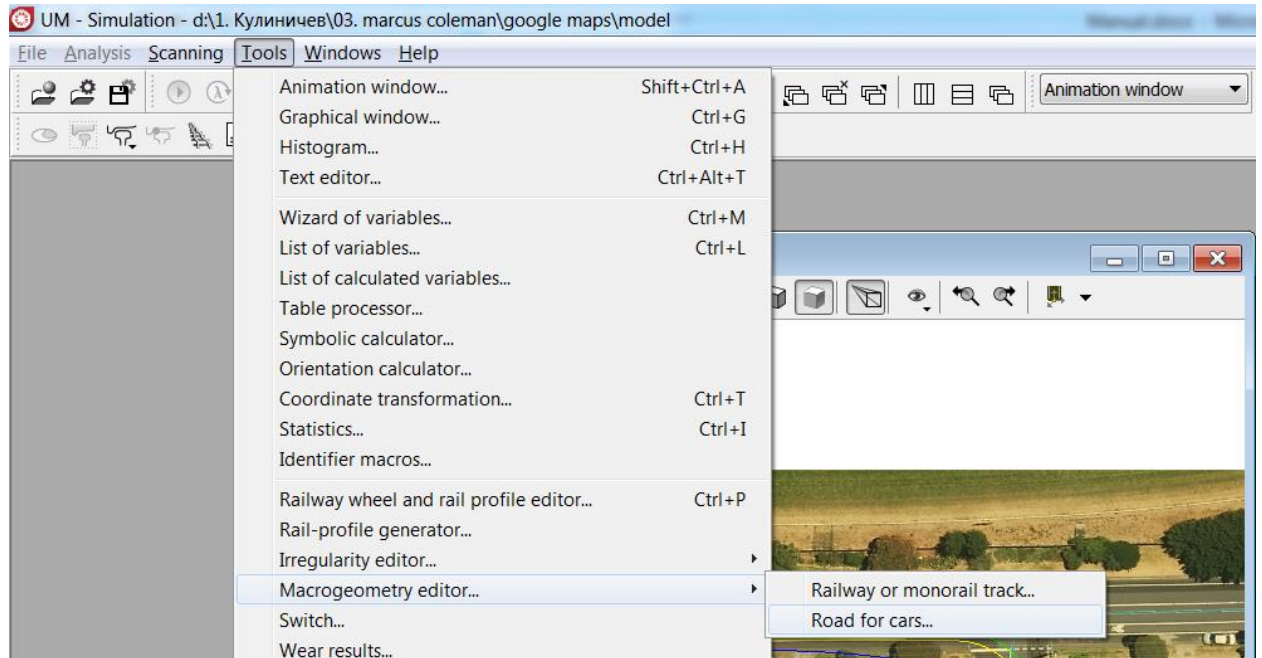 UM - Simulation - d:\1. Кулиничев\03. marcus coleman\google maps\model
File Analysis Scanning Tools Windows Help
Animation window... Shift+Ctrl+A
Animation window
Graphical window... Ctrl+G
Histogram... Ctrl+H
Text editor... Ctrl+Alt+T
Wizard of variables... Ctrl+M
List of variables... Ctrl+L
List of calculated variables...
Table processor...
Symbolic calculator...
Orientation calculator...
Coordinate transformation... Ctrl+T
Statistics... Ctrl+I
Identifier macros...
Railway wheel and rail profile editor... Ctrl+P
Rail-profile generator...
Irregularity editor...
Macrogeometry editor...
Railway or monorail track...
Road for cars...
Switch...
Wear results...